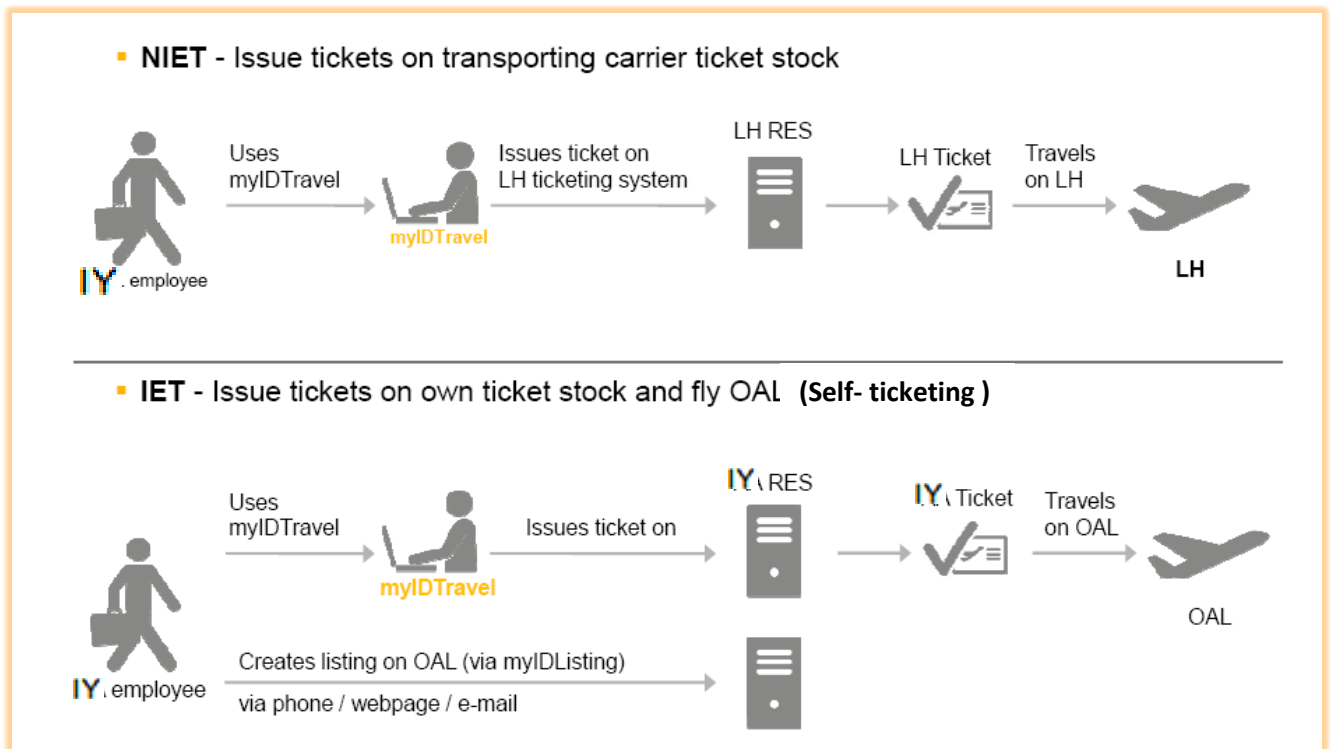 NIET - Issue tickets on transporting carrier ticket stock
LH RES
Uses
myIDTravel
Issues ticket on
LH ticketing system
LH Ticket
Travels
on LH
myIDTravel
IY . employee
LH
IET - Issue tickets on own ticket stock and fly OAL (Self- ticketing )
IY RES
Uses
myIDTravel
Issues ticket on
IY Ticket
Travels
on OAL
myIDTravel
OAL
Creates listing on OAL (via myIDListing)
IY employee
via phone / webpage / e-mail